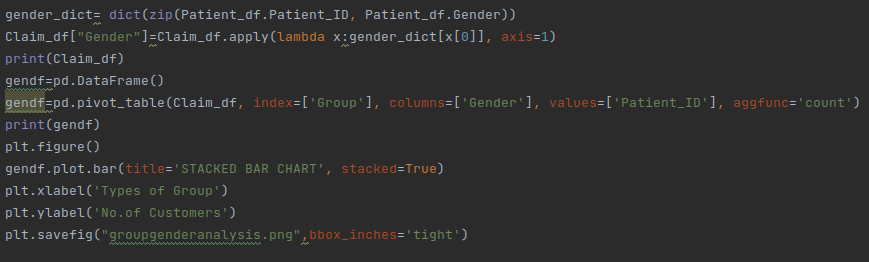 gender_dict= dict(zip(Patient_df.Patient_ID, Patient_df.Gender))
Claim_df["Gender"]=Claim_df.apply(lambda x:gender_dict[x[0]], axis=1)
print(Claim_df)
gendf=pd.DataFrame()
gendf=pd.pivot_table(Claim_df, index=['Group'], columns=['Gender'], values=['Patient_ID'], aggfunc='count')
print(gendf)
plt.figure()
gendf.plot.bar(title='STACKED BAR CHART', stacked=True)
plt.xlabel('Types of Group')
plt.ylabel('No.of Customers')
plt.savefig("groupgenderanalysis.png",bbox_inches='tight')